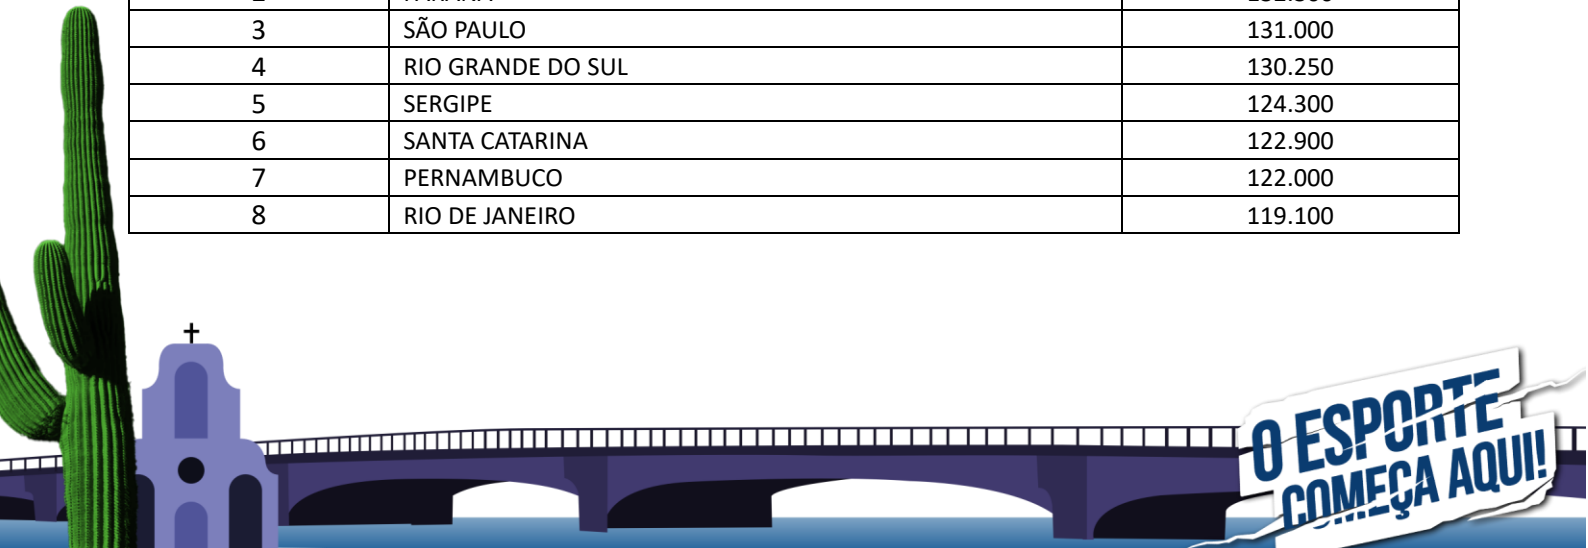 3 SÃO PAULO 131.000
4 RIO GRANDE DO SUL 130.250
5 SERGIPE 124.300
6 SANTA CATARINA 122.900
7 PERNAMBUCO 122.000
8 RIO DE JANEIRO 119.100
O ESPORTE
COMEÇA AQUI!